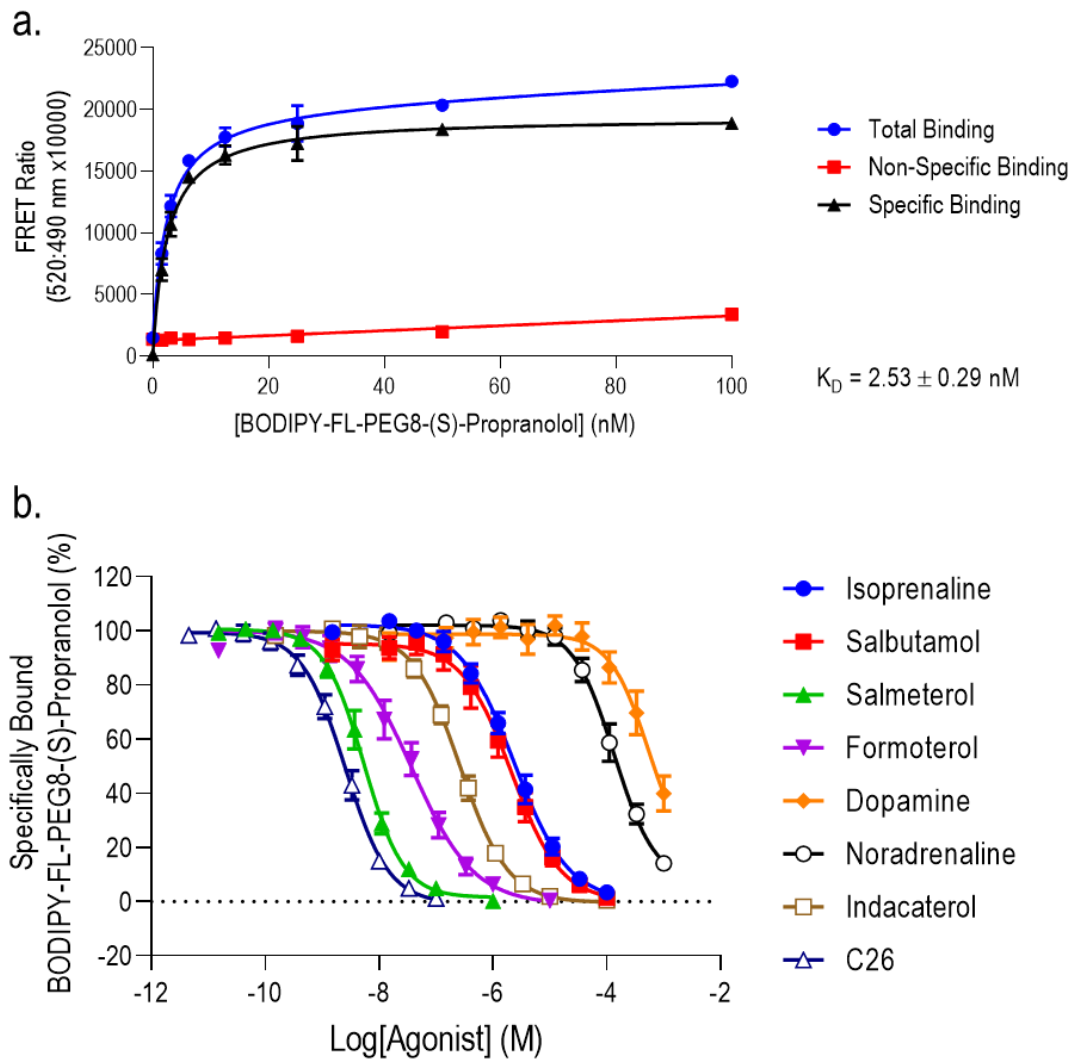 a.
25000
20000
15000
10000
5000
0
FRET Ratio
(520:490 nm x10000)
0 20 40 60 80 100
[BODIPY-FL-PEG8-(S)-Propranolol] (nM)
Total Binding
Non-Specific Binding
Specific Binding
K_D = 2.53 ± 0.29 nM
b.
120
100
80
60
40
20
0
-20
Specifically Bound
BODIPY-FL-PEG8-(S)-Propranolol (%)
-12 -10 -8 -6 -4 -2
Log[Agonist] (M)
Isoprenaline
Salbutamol
Salmeterol
Formoterol
Dopamine
Noradrenaline
Indacaterol
C26